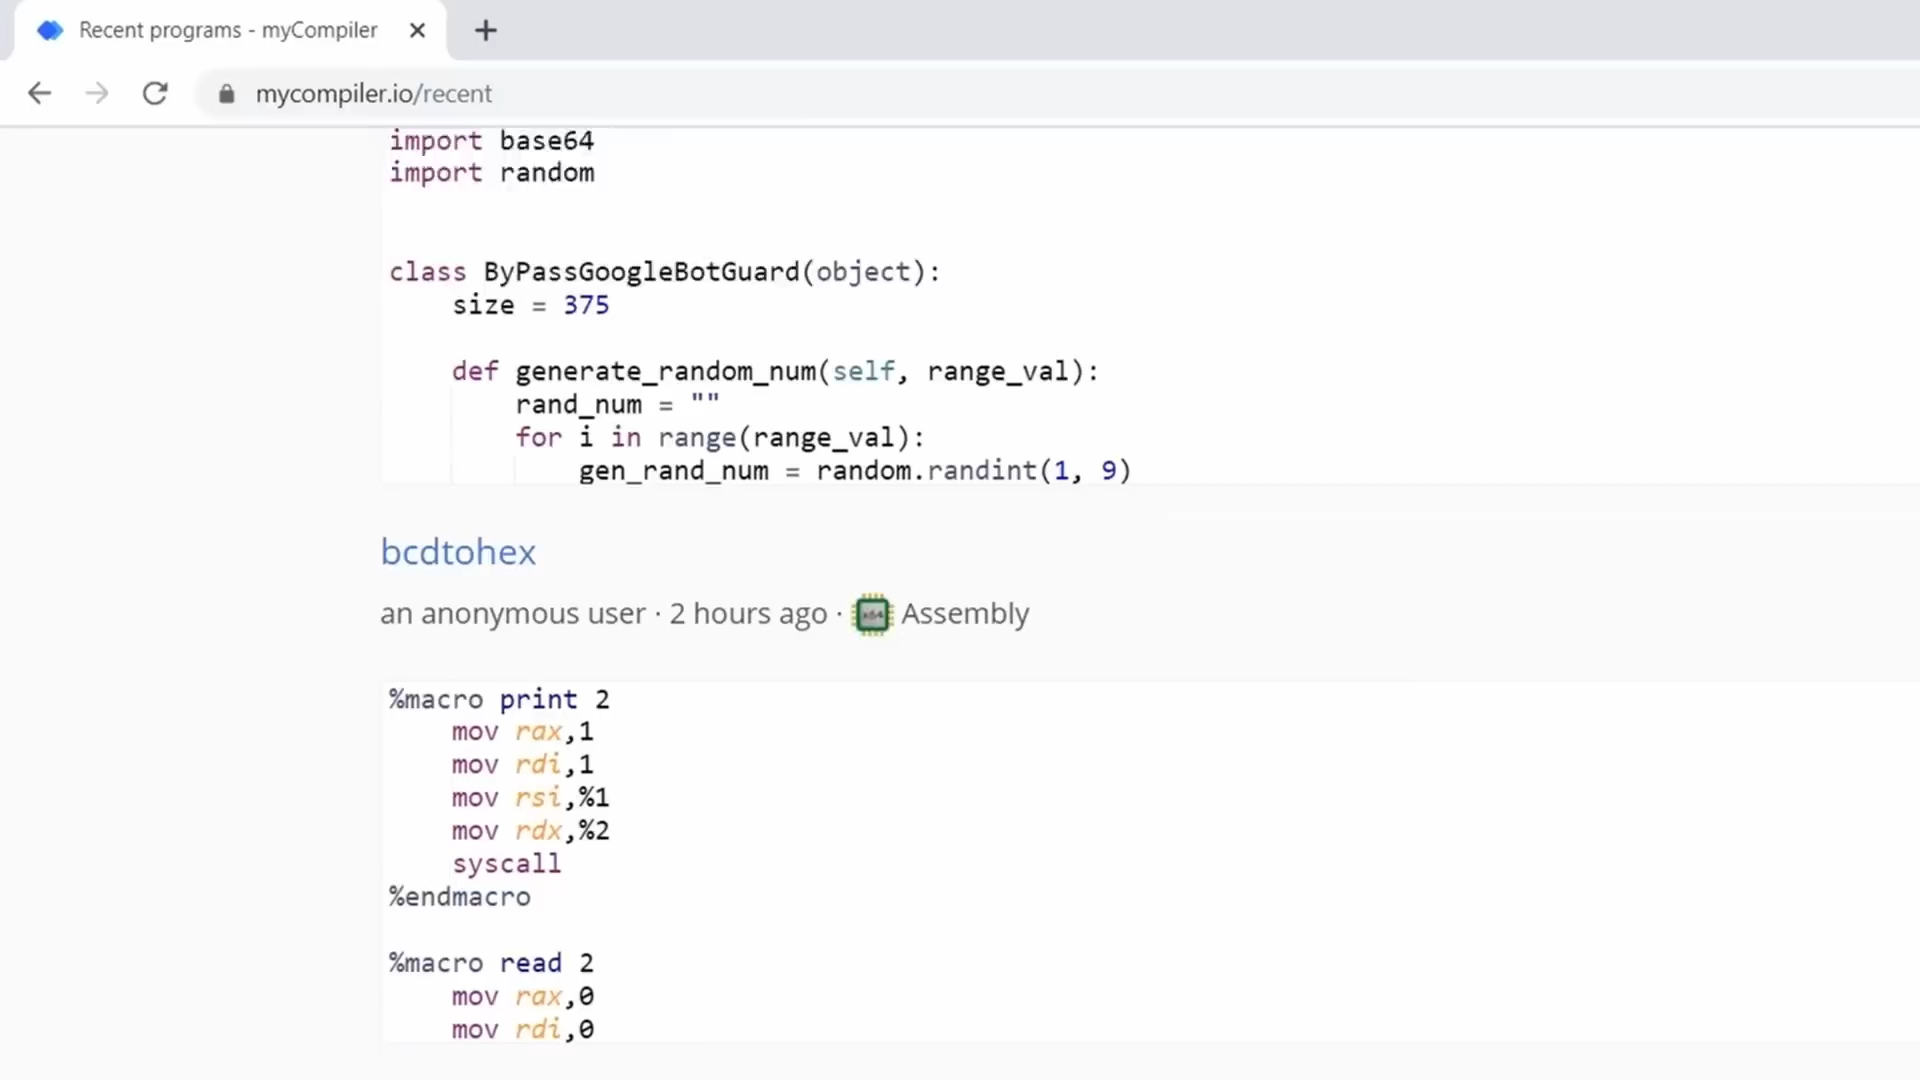 Recent programs - myCompiler
mycompiler.io/recent
import base64
import random
class ByPassGoogleBotGuard(object):
size = 375
def generate_random_num(self, range_val):
rand_num = ""
for i in range(range_val):
gen_rand_num = random.randint(1, 9)
bcdtohex
an anonymous user · 2 hours ago · x64 Assembly
%macro print 2
mov rax,1
mov rdi,1
mov rsi,%1
mov rdx,%2
syscall
%endmacro
%macro read 2
mov rax,0
mov rdi,0